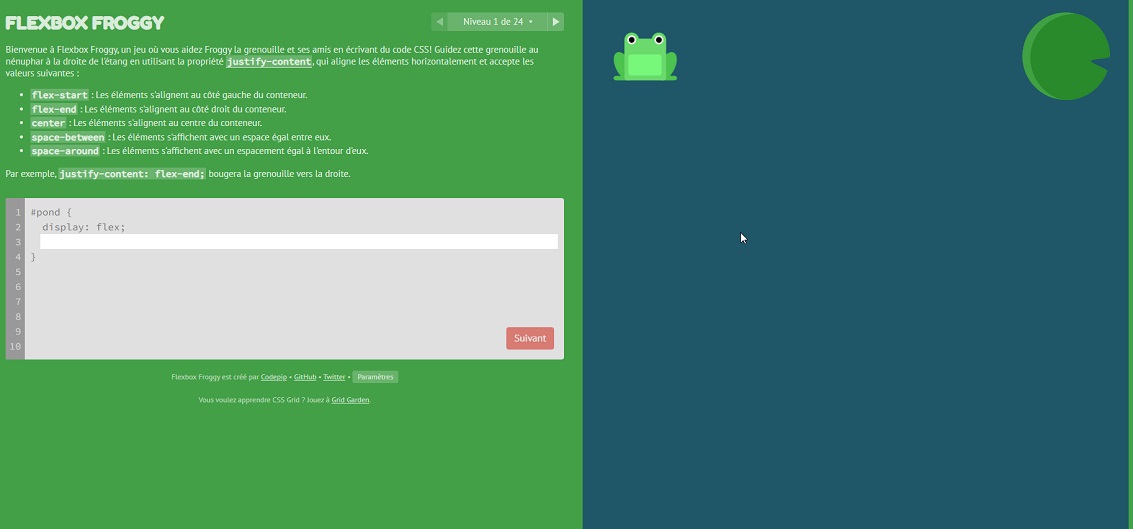 FLEXBOX FROGGY
Niveau 1 de 24
Bienvenue à Flexbox Froggy, un jeu où vous aidez Froggy la grenouille et ses amis en écrivant du code CSS! Guidez cette grenouille au
nénuphar à la droite de l'étang en utilisant la propriété justify-content, qui aligne les éléments horizontalement et accepte les
valeurs suivantes :
• flex-start : Les éléments s'alignent au côté gauche du conteneur.
• flex-end : Les éléments s'alignent au côté droit du conteneur.
• center : Les éléments s'alignent au centre du conteneur.
• space-between : Les éléments s'affichent avec un espace égal entre eux.
• space-around : Les éléments s'affichent avec un espacement égal à l'entour d'eux.
Par exemple, justify-content: flex-end; bougera la grenouille vers la droite.
1 #pond {
2 display: flex;
3
4 }
5
6
7
8
9
10
Suivant
Flexbox Froggy est créé par Codepip • GitHub • Twitter • Paramètres
Vous voulez apprendre CSS Grid ? Jouez à Grid Garden.